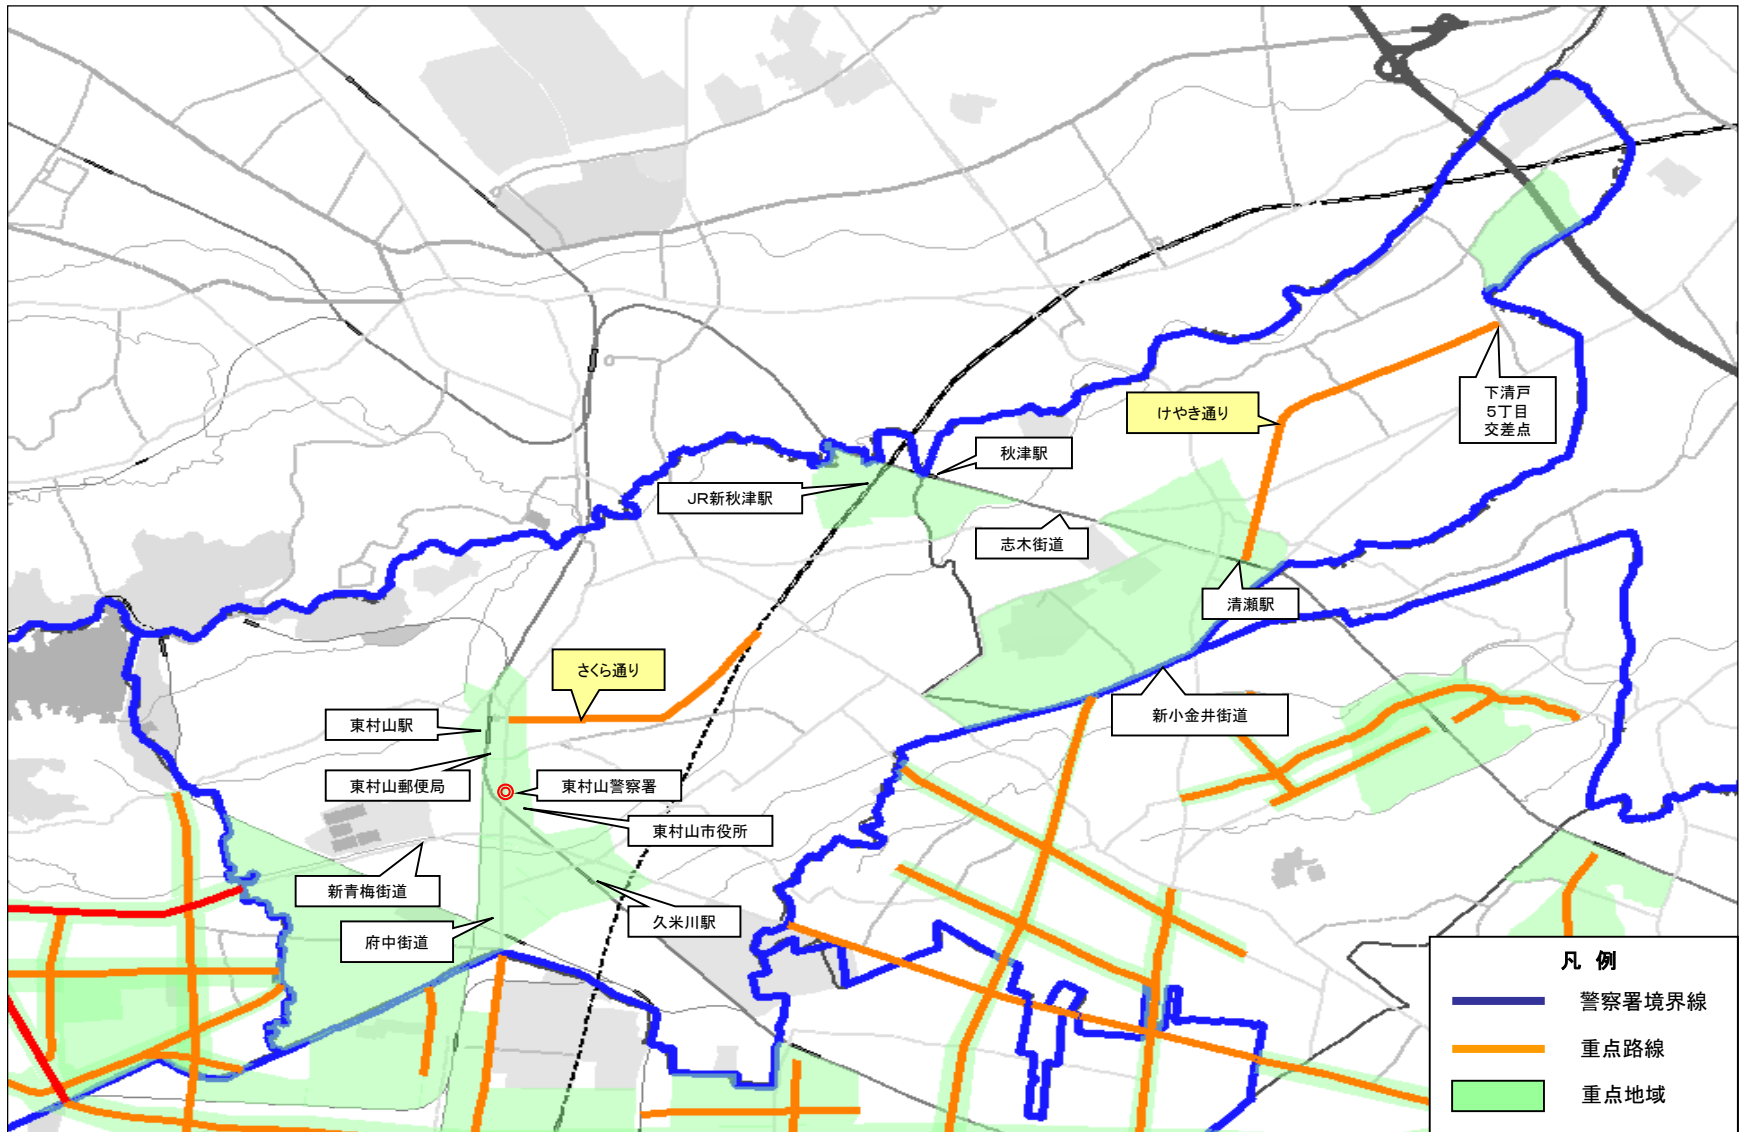 けやき通り
下清戸
5丁目
交差点
秋津駅
JR新秋津駅
志木街道
清瀬駅
さくら通り
東村山駅
新小金井街道
東村山郵便局
東村山警察署
東村山市役所
新青梅街道
久米川駅
府中街道
凡 例
警察署境界線
重点路線
重点地域